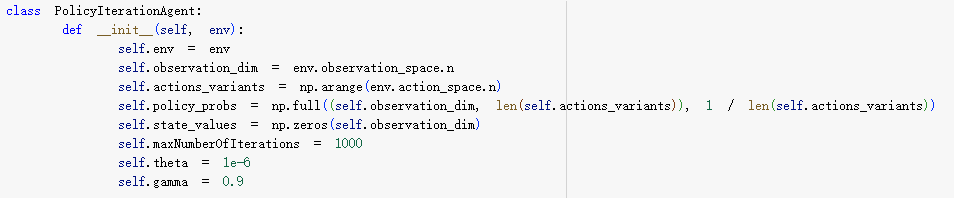 class PolicyIterationAgent:
    def __init__(self, env):
        self.env = env
        self.observation_dim = env.observation_space.n
        self.actions_variants = np.arange(env.action_space.n)
        self.policy_probs = np.full((self.observation_dim, len(self.actions_variants)), 1 / len(self.actions_variants))
        self.state_values = np.zeros(self.observation_dim)
        self.maxNumberOfIterations = 1000
        self.theta = 1e-6
        self.gamma = 0.9